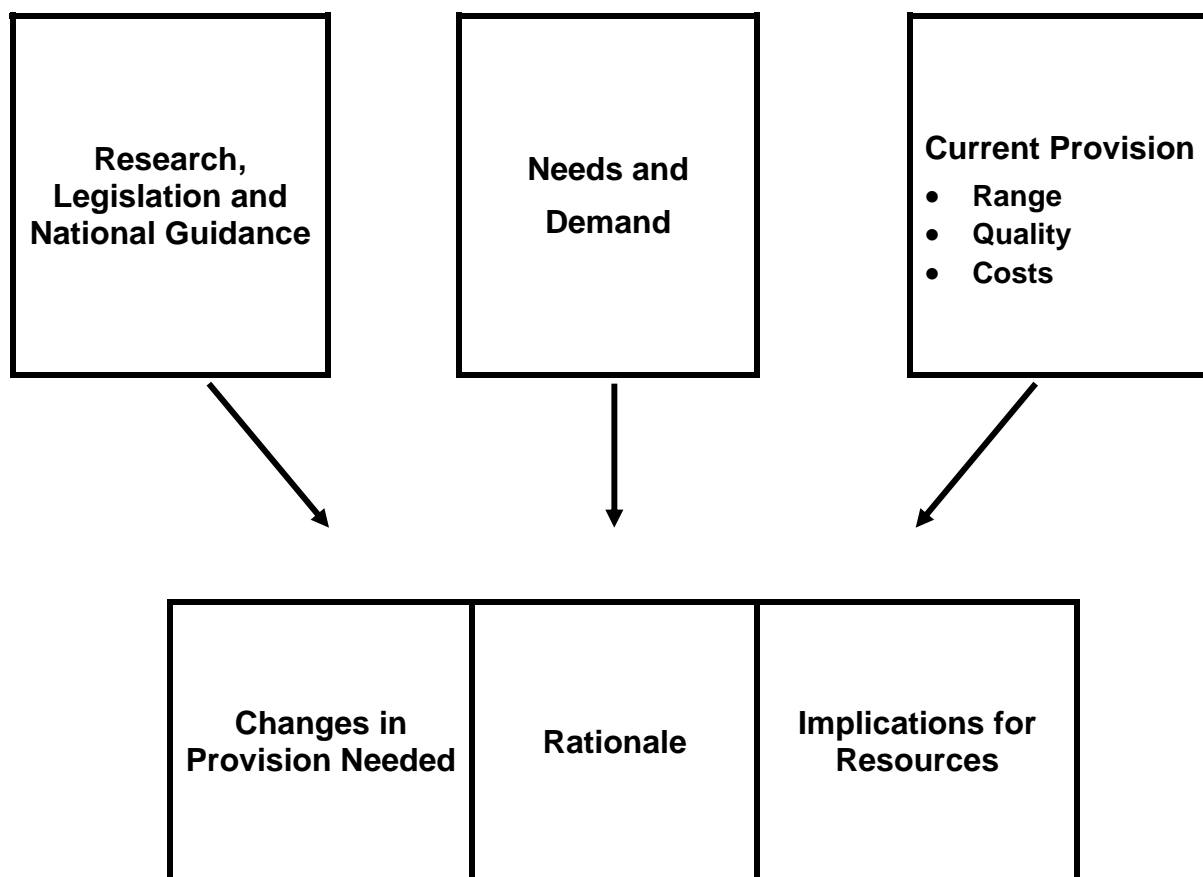 Research,
Legislation and
National Guidance
Needs and
Demand
Current Provision
• Range
• Quality
• Costs
Changes in
Provision Needed
Rationale
Implications for
Resources